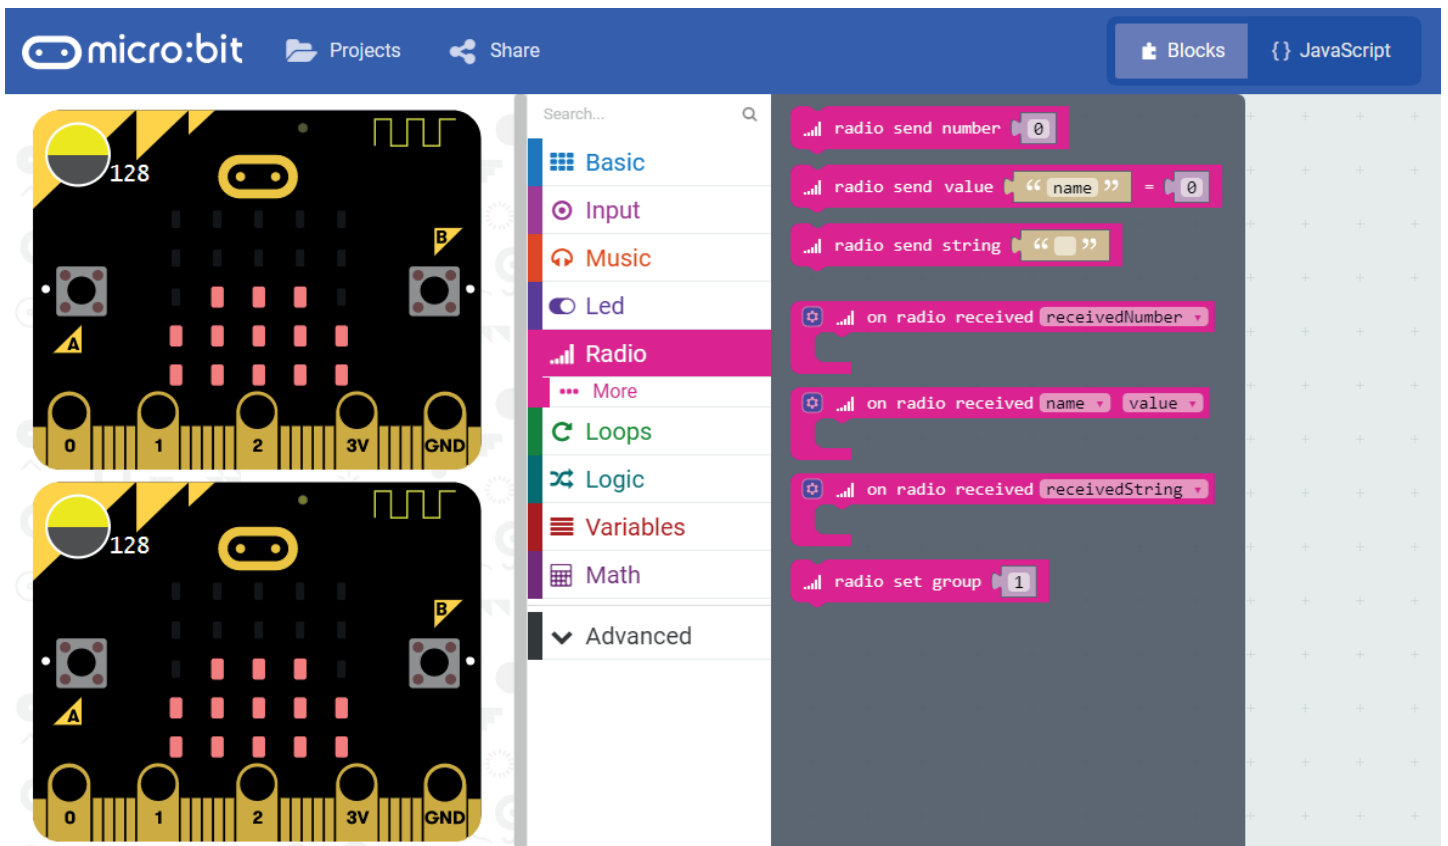 micro:bit Projects Share Blocks {} JavaScript
128
B
A
0 1 2 3V GND
128
B
A
0 1 2 3V GND
Search...
Basic
Input
Music
Led
Radio
More
Loops
Logic
Variables
Math
Advanced
radio send number 0
radio send value “ name ” = 0
radio send string “ ”
on radio received receivedNumber
on radio received name value
on radio received receivedString
radio set group 1